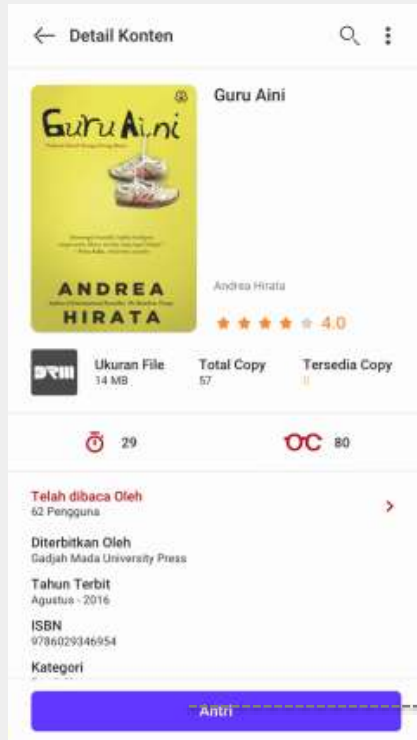 Detail Konten
Guru Aini
Guru Aini
ANDREA
HIRATA
Andrea Hirata
4.0
DRM
Ukuran File
14 MB
Total Copy
57
Tersedia Copy
29
80
Telah dibaca Oleh
62 Pengguna
Diterbitkan Oleh
Gadjah Mada University Press
Tahun Terbit
Agustus - 2016
ISBN
9786029346954
Kategori
Antri